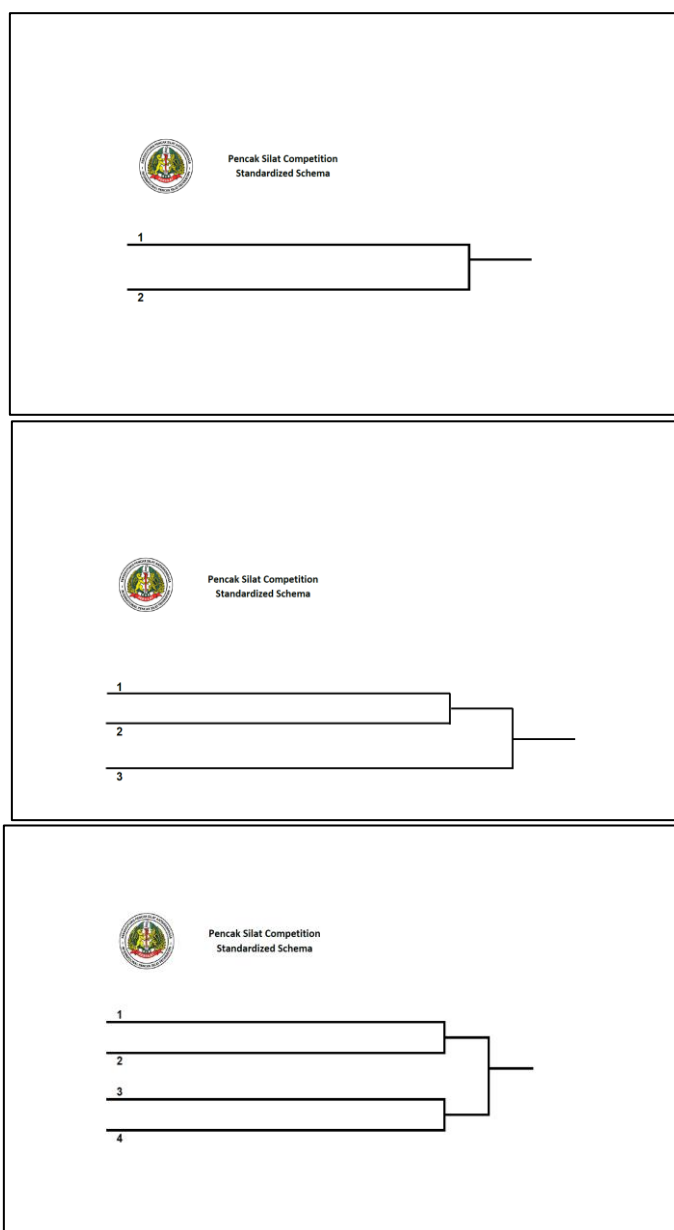 Pencak Silat Competition
Standardized Schema
1
2
Pencak Silat Competition
Standardized Schema
1
2
3
Pencak Silat Competition
Standardized Schema
1
2
3
4